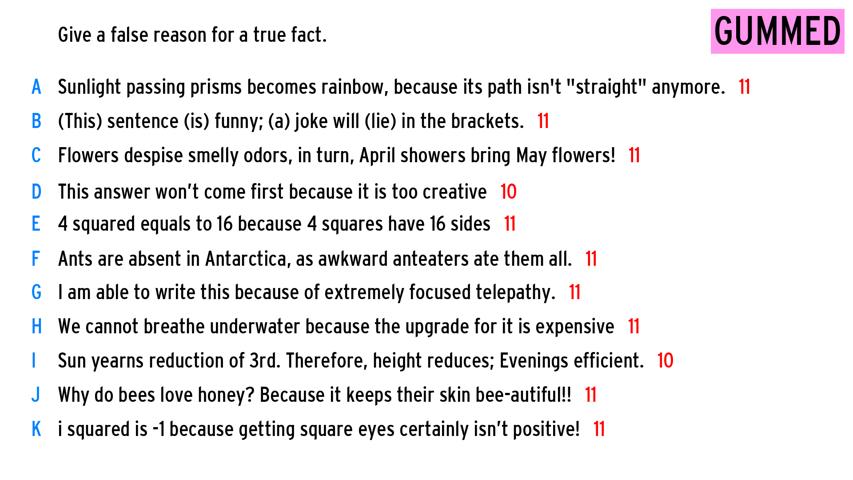 Give a false reason for a true fact.
GUMMED
A Sunlight passing prisms becomes rainbow, because its path isn't "straight" anymore. 11
B (This) sentence (is) funny; (a) joke will (lie) in the brackets. 11
C Flowers despise smelly odors, in turn, April showers bring May flowers! 11
D This answer won’t come first because it is too creative 10
E 4 squared equals to 16 because 4 squares have 16 sides 11
F Ants are absent in Antarctica, as awkward anteaters ate them all. 11
G I am able to write this because of extremely focused telepathy. 11
H We cannot breathe underwater because the upgrade for it is expensive 11
I Sun yearns reduction of 3rd. Therefore, height reduces; Evenings efficient. 10
J Why do bees love honey? Because it keeps their skin bee-autiful!! 11
K i squared is -1 because getting square eyes certainly isn’t positive! 11